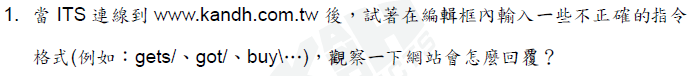 1. 當 ITS 連線到 www.kandh.com.tw 後，試著在編輯框內輸入一些不正確的指令
格式(例如：gets/、got/、buy\…)，觀察一下網站會怎麼回覆？